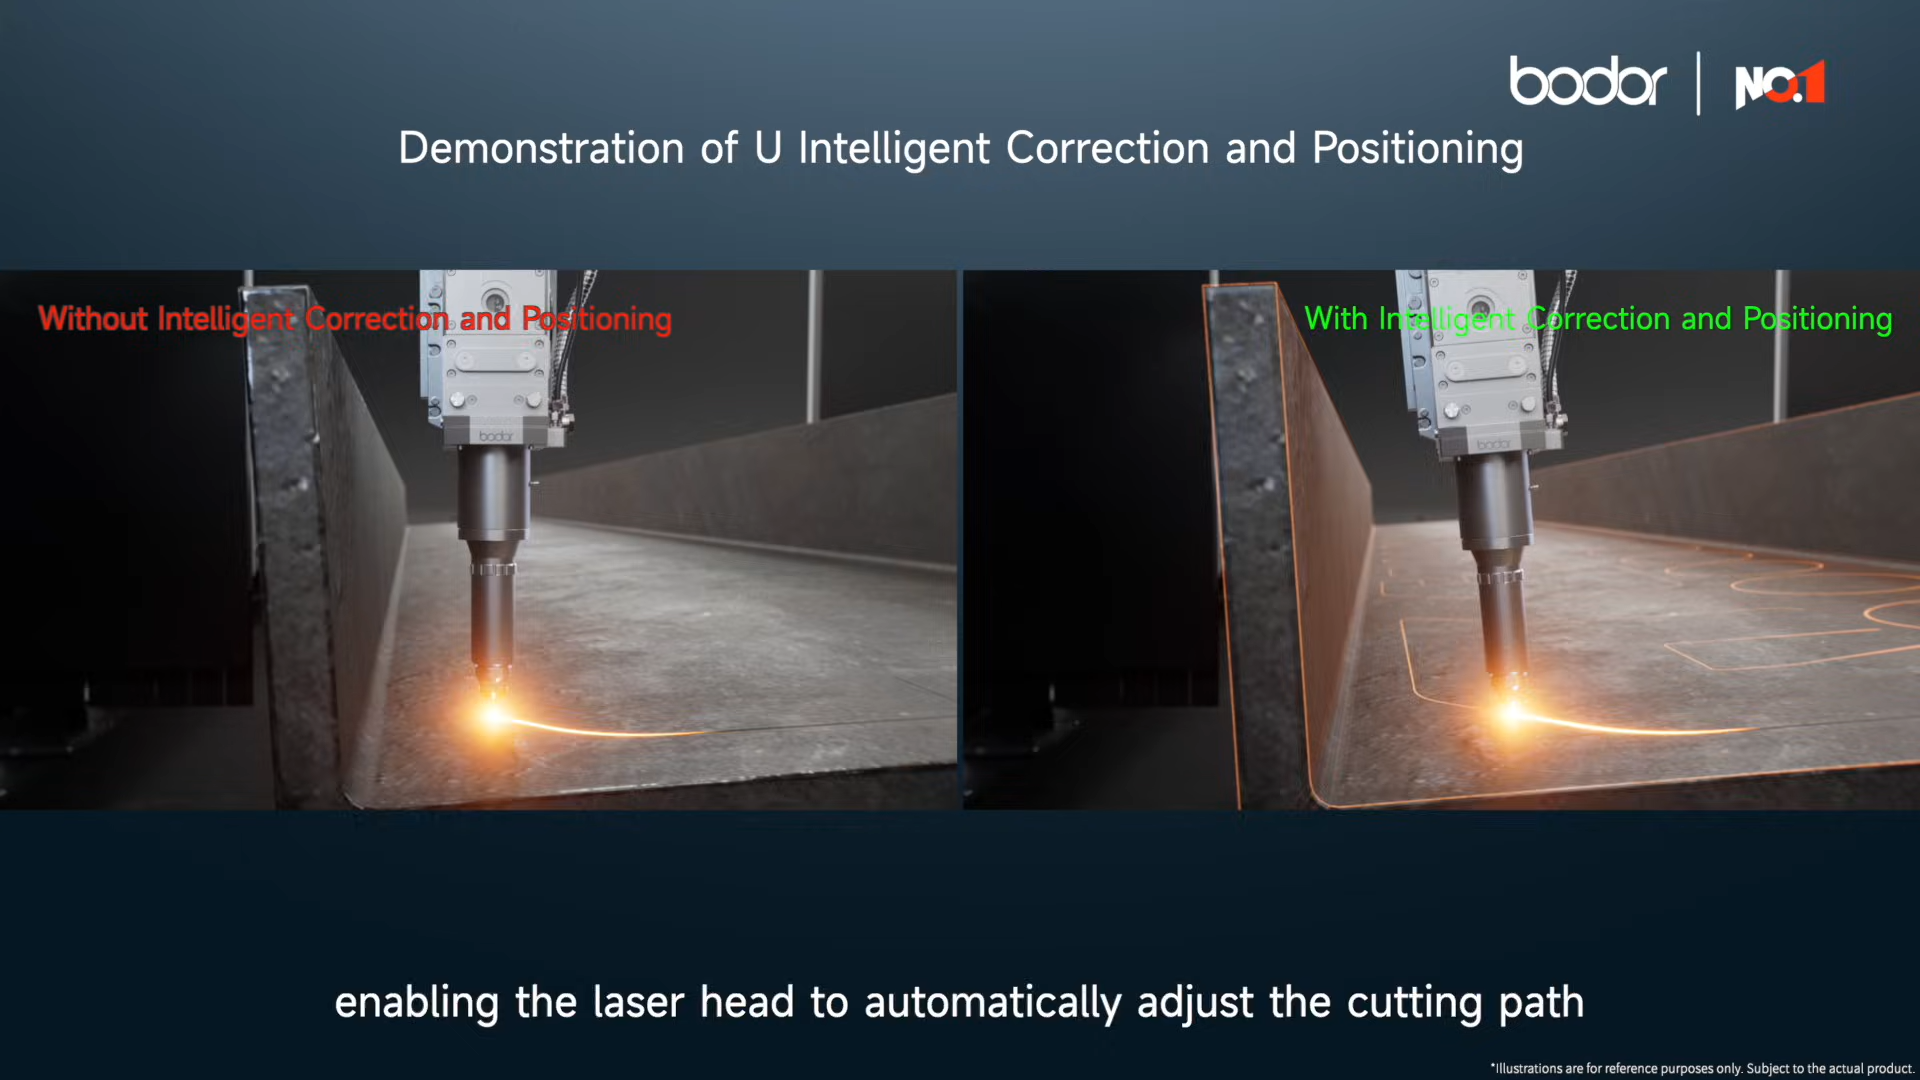 bodor | NO.1
Demonstration of U Intelligent Correction and Positioning
Without Intelligent Correction and Positioning
With Intelligent Correction and Positioning
bodor
bodor
enabling the laser head to automatically adjust the cutting path
*Illustrations are for reference purposes only. Subject to the actual product.